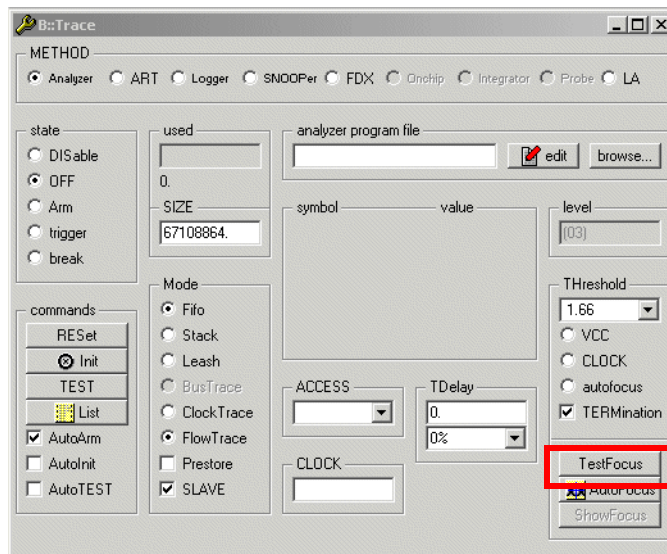 B::Trace
METHOD
Analyzer ART Logger SNOOPer FDX Onchip Integrator Probe LA
state
DISable
OFF
Arm
trigger
break
used
0.
SIZE
67108864.
analyzer program file
edit browse...
symbol value
level
(03)
commands
RESet
Init
TEST
List
AutoArm
AutoInit
AutoTEST
Mode
Fifo
Stack
Leash
BusTrace
ClockTrace
FlowTrace
Prestore
SLAVE
ACCESS
CLOCK
TDelay
0.
0%
THreshold
1.66
VCC
CLOCK
autofocus
TERMination
TestFocus
AutoFocus
ShowFocus